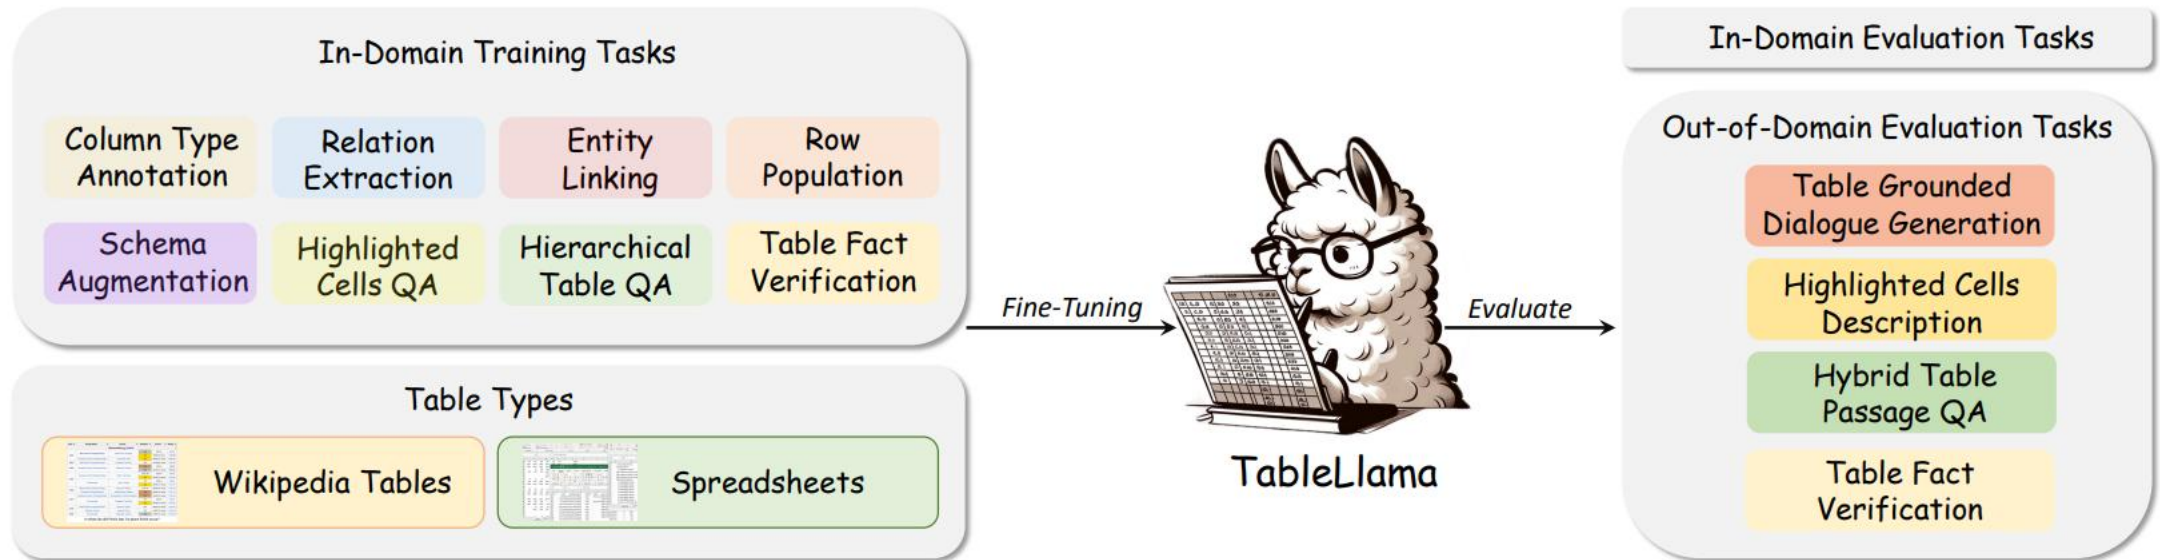 In-Domain Training Tasks
Column Type
Annotation
Relation
Extraction
Entity
Linking
Row
Population
Schema
Augmentation
Highlighted
Cells QA
Hierarchical
Table QA
Table Fact
Verification
Table Types
Wikipedia Tables
Spreadsheets
Fine-Tuning
TableLlama
Evaluate
In-Domain Evaluation Tasks
Out-of-Domain Evaluation Tasks
Table Grounded
Dialogue Generation
Highlighted Cells
Description
Hybrid Table
Passage QA
Table Fact
Verification